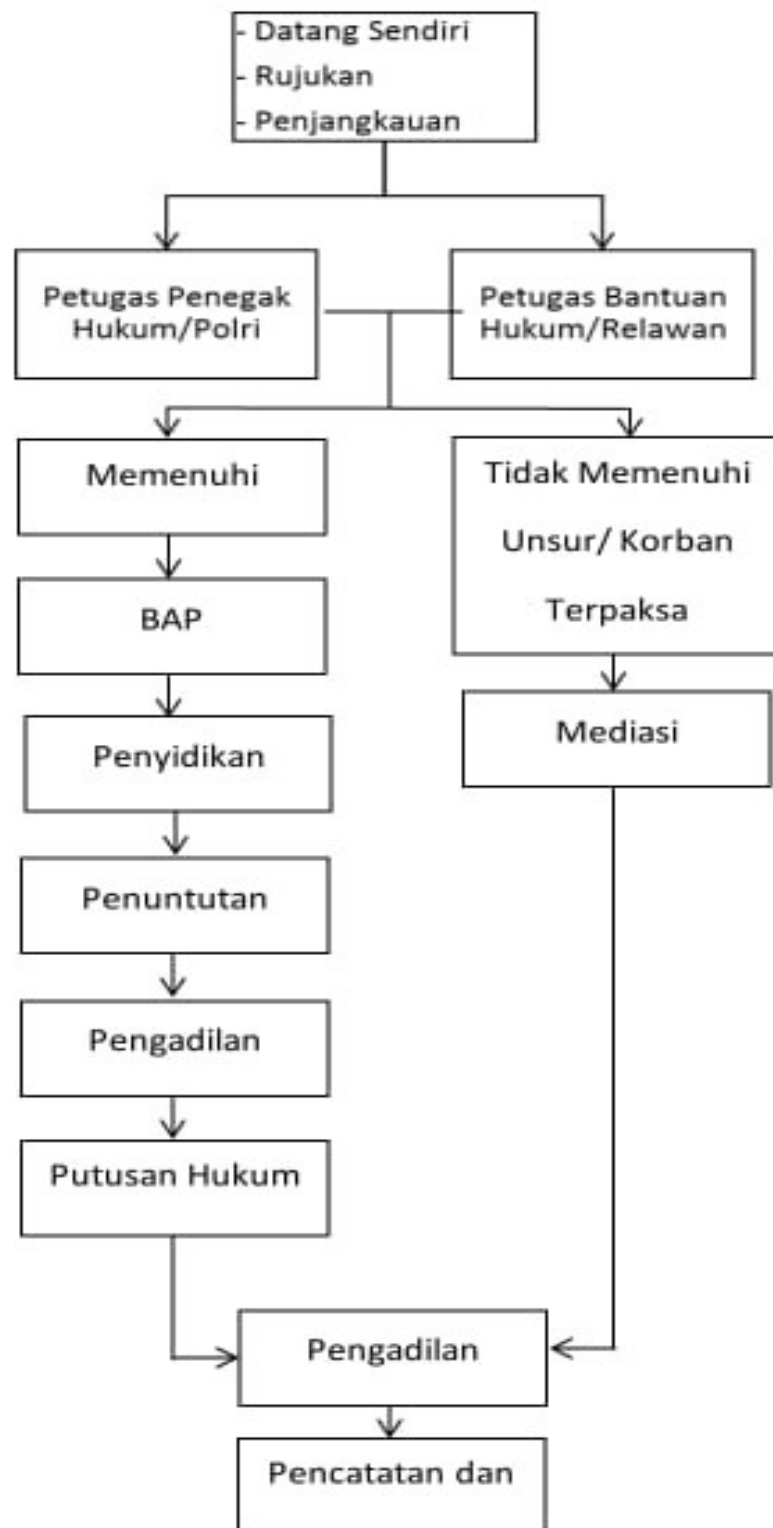 - Datang Sendiri
- Rujukan
- Penjangkauan
Petugas Penegak
Hukum/Polri
Petugas Bantuan
Hukum/Relawan
Memenuhi
Tidak Memenuhi
Unsur/ Korban
Terpaksa
BAP
Mediasi
Penyidikan
Penuntutan
Pengadilan
Putusan Hukum
Pengadilan
Pencatatan dan